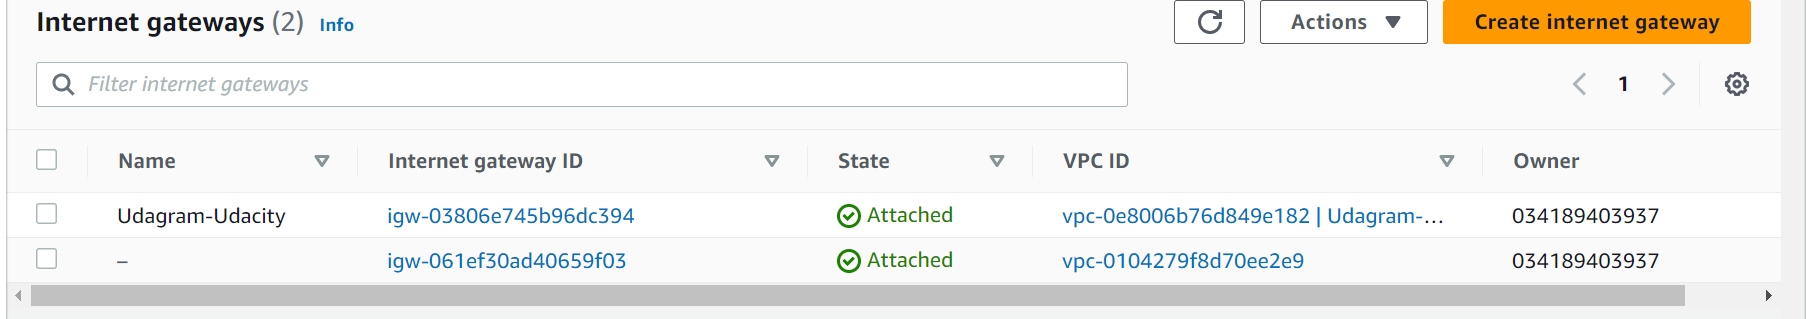 Internet gateways (2) Info
Actions
Create internet gateway
Filter internet gateways
1
Name Internet gateway ID State VPC ID Owner
Udagram-Udacity igw-03806e745b96dc394 Attached vpc-0e8006b76d849e182 | Udagram-... 034189403937
– igw-061ef30ad40659f03 Attached vpc-0104279f8d70ee2e9 034189403937